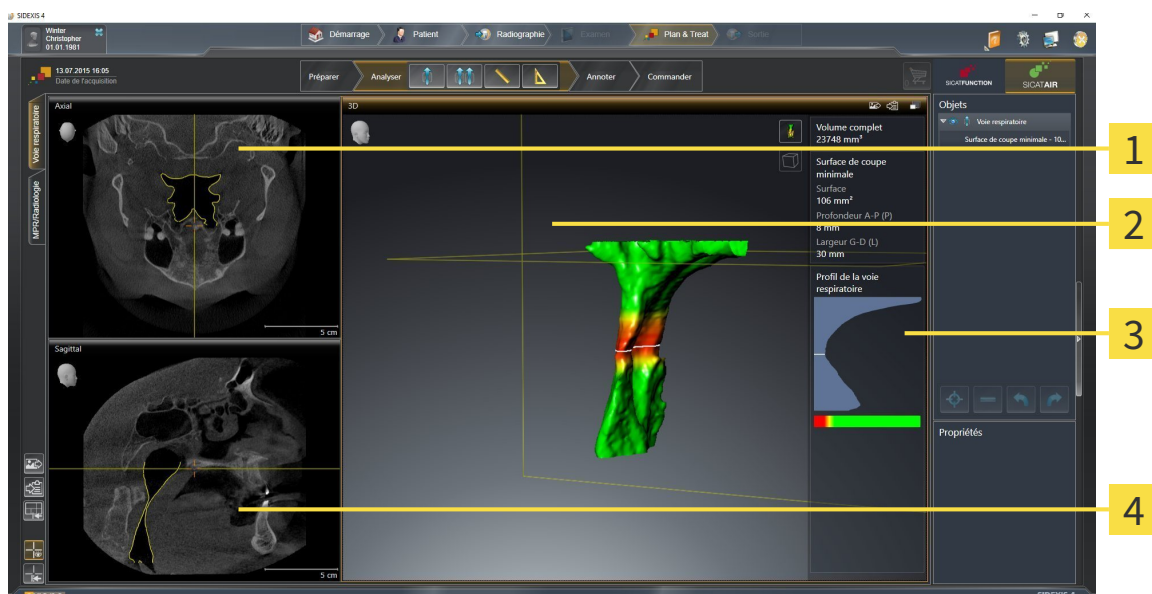 SIDEXIS 4
Winter
Christopher
01.01.1981
Démarrage
Patient
Radiographie
Examen
Plan & Treat
Sortie
13.07.2015 16:05
Date de l'acquisition
Préparer
Analyser
Annoter
Commander
SICATFUNCTION
SICATAIR
Voie respiratoire
MPR/Radiologie
Axial
5 cm
Sagittal
5 cm
3D
Volume complet
23748 mm³
Surface de coupe
minimale
Surface
106 mm²
Profondeur A-P (P)
8 mm
Largeur G-D (L)
30 mm
Profil de la voie
respiratoire
Objets
Voie respiratoire
Surface de coupe minimale - 10...
Propriétés
1
2
3
4
SIDEXIS 4